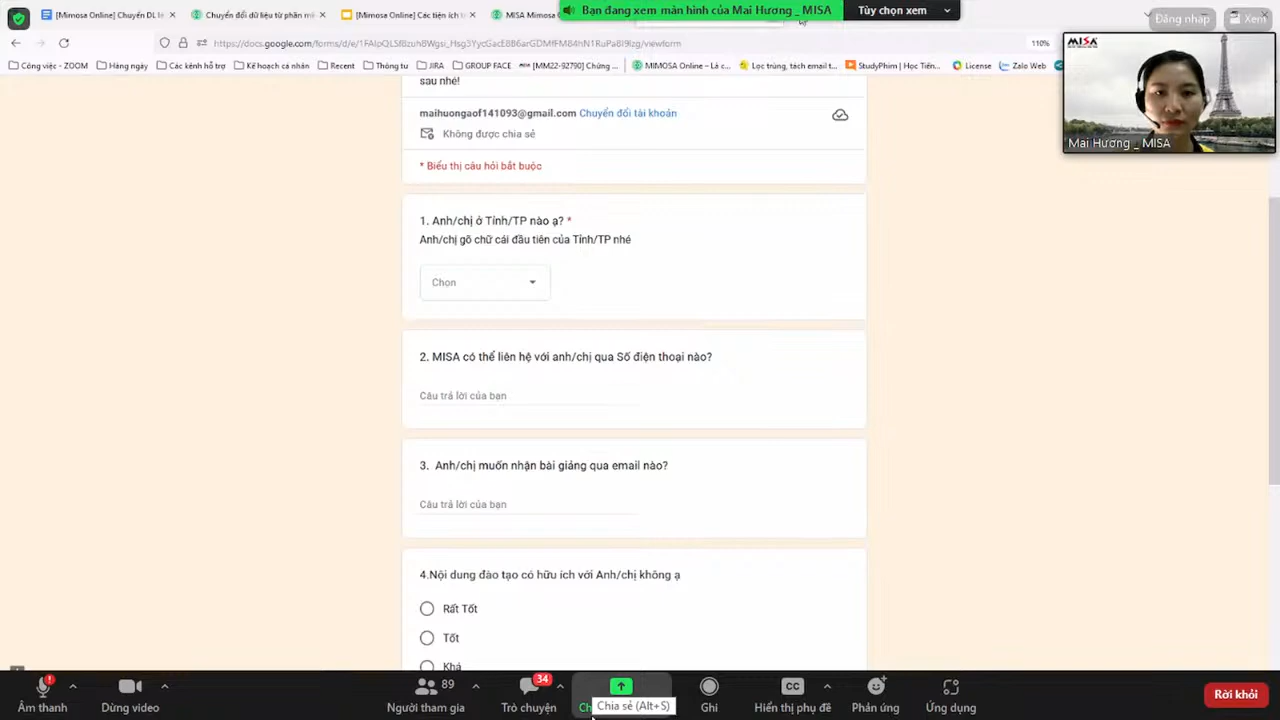 [Mimosa Online] Chuyển DL
Chuyển đổi dữ liệu từ phần m
[Mimosa Online] Các tiện ích
MISA Mimosa
Bạn đang xem màn hình của Mai Hương _ MISA
Tùy chọn xem
Đăng nhập
Xem
110%
Công việc - ZOOM
Hàng ngày
Các kênh hỗ trợ
Kế hoạch cá nhân
Recent
Thông tư
JIRA
GROUP FACE
[MM22-92790] Chứng ...
MIMOSA Online – Là c...
Lọc trùng, tách email t...
StudyPhim | Học Tiến...
License
Zalo Web
MISA
Mai Hương _ MISA
sau nhé!
maihuongaof141093@gmail.com Chuyển đổi tài khoản
Không được chia sẻ
* Biểu thị câu hỏi bắt buộc
1. Anh/chị ở Tỉnh/TP nào ạ? *
Anh/chị gõ chữ cái đầu tiên của Tỉnh/TP nhé
Chọn
2. MISA có thể liên hệ với anh/chị qua Số điện thoại nào?
Câu trả lời của bạn
3. Anh/chị muốn nhận bài giảng qua email nào?
Câu trả lời của bạn
4.Nội dung đào tạo có hữu ích với Anh/chị không ạ
Rất Tốt
Tốt
Khá
89
34
Âm thanh
Dừng video
Người tham gia
Trò chuyện
Chia sẻ (Alt+S)
Ghi
CC
Hiển thị phụ đề
Phản ứng
Ứng dụng
Rời khỏi